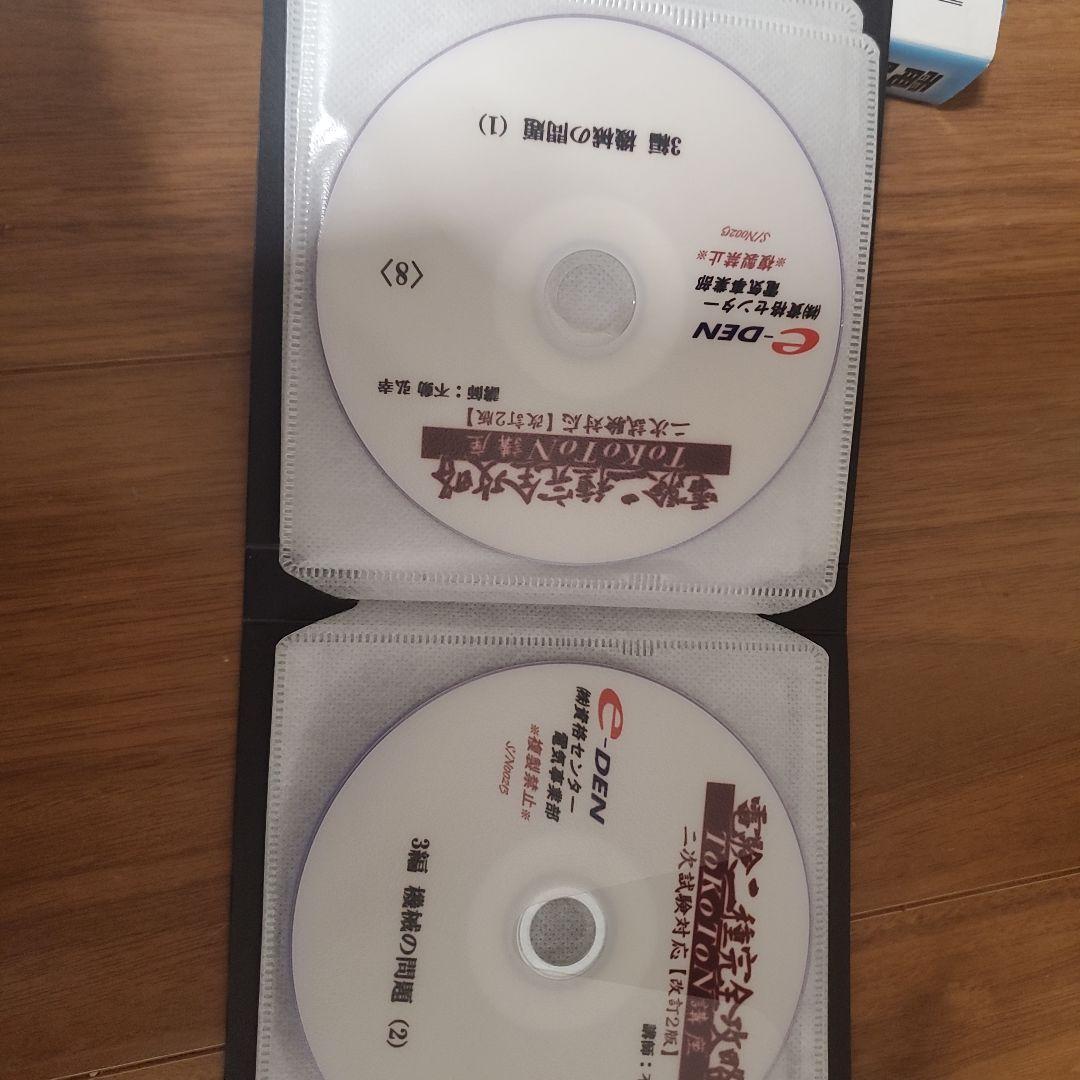 電験二種完全攻略
ToKoToN講座
二次試験対応【改訂2版】
講師：不動 弘幸
e-DEN
㈱資格センター
電気事業部
※複製禁止※
〈8〉
3編 機械の問題（1）
電験二種完全攻略
ToKoToN講座
二次試験対応【改訂2版】
講師：
e-DEN
㈱資格センター
電気事業部
※複製禁止※
3編 機械の問題（2）